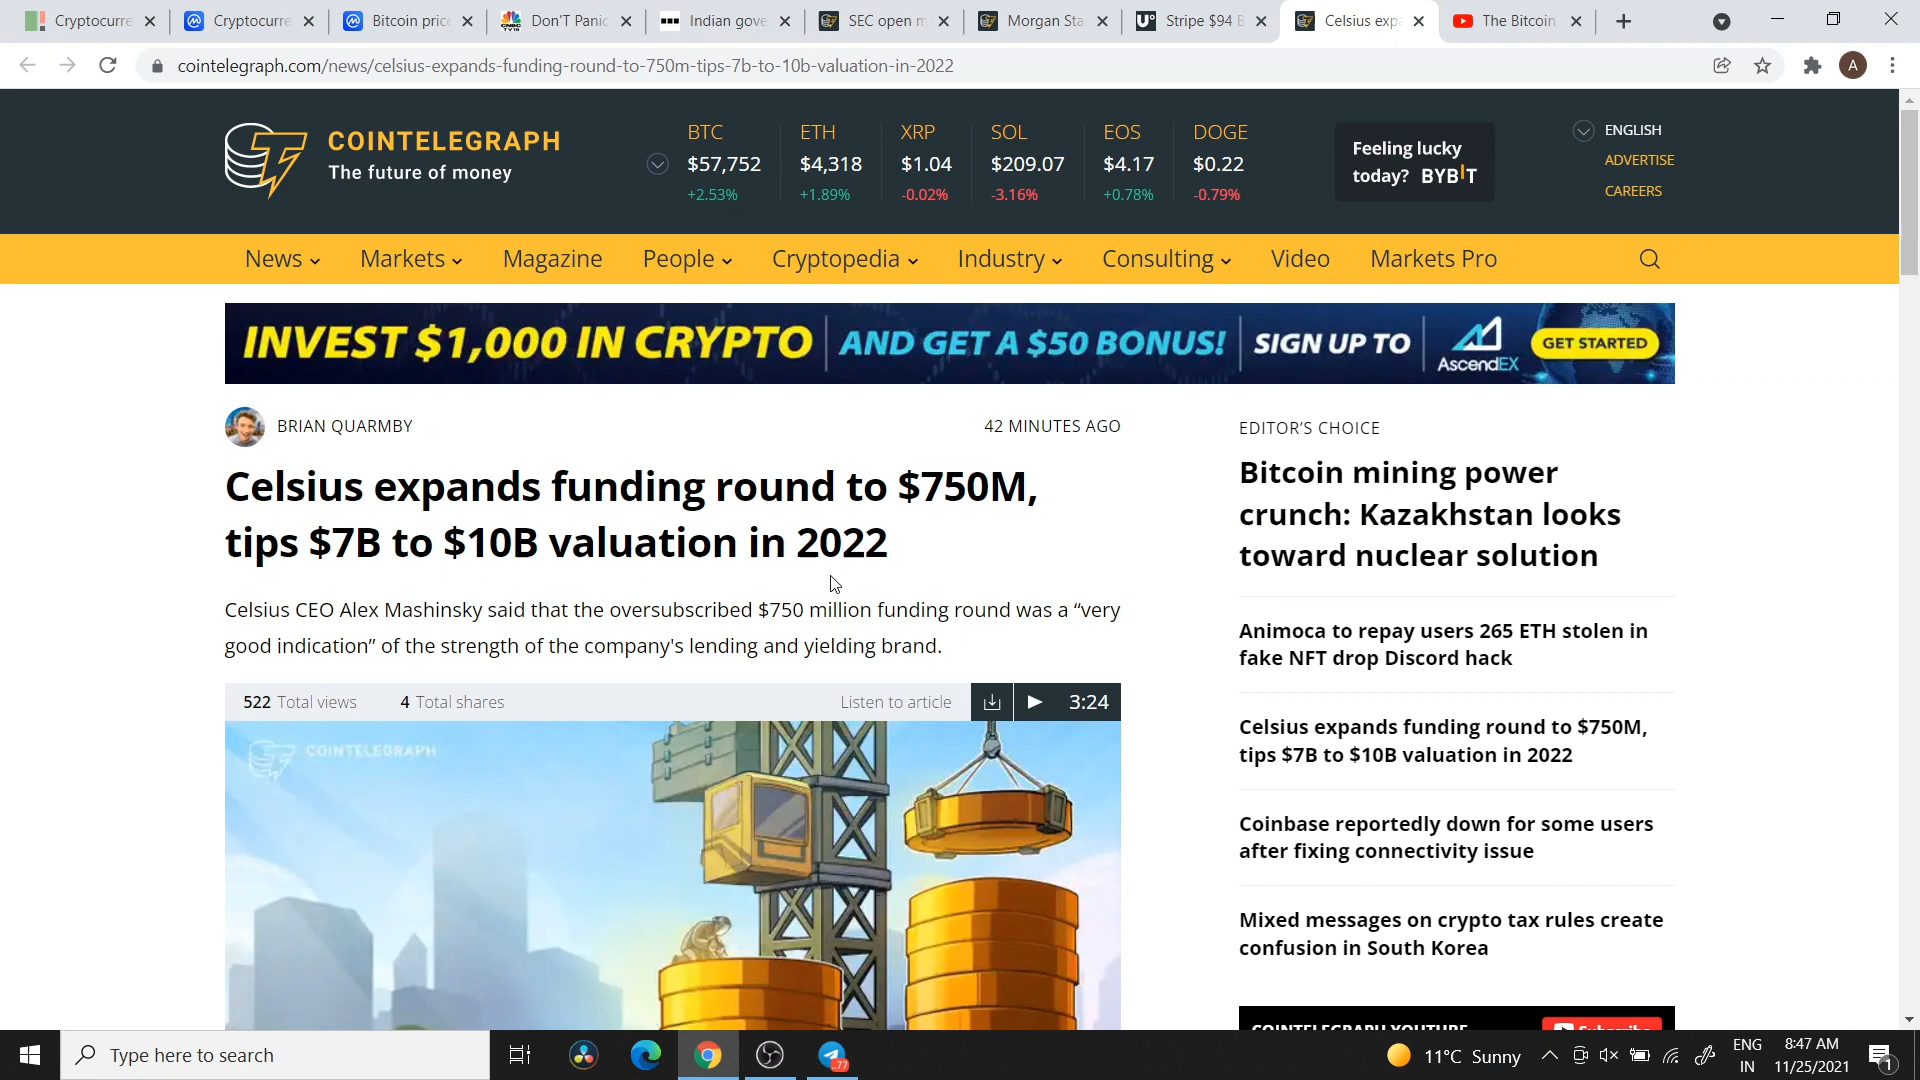 Cryptocurre
Cryptocurre
Bitcoin price
Don'T Panic
Indian gove
SEC open m
Morgan Sta
Stripe $94 B
Celsius exp
The Bitcoin
cointelegraph.com/news/celsius-expands-funding-round-to-750m-tips-7b-to-10b-valuation-in-2022
A
COINTELEGRAPH
The future of money
BTC
$57,752
+2.53%
ETH
$4,318
+1.89%
XRP
$1.04
-0.02%
SOL
$209.07
-3.16%
EOS
$4.17
+0.78%
DOGE
$0.22
-0.79%
Feeling lucky
today? BYBIT
ENGLISH
ADVERTISE
CAREERS
News
Markets
Magazine
People
Cryptopedia
Industry
Consulting
Video
Markets Pro
INVEST $1,000 IN CRYPTO AND GET A $50 BONUS! SIGN UP TO AscendEX GET STARTED
BRIAN QUARMBY
42 MINUTES AGO
Celsius expands funding round to $750M,
tips $7B to $10B valuation in 2022
Celsius CEO Alex Mashinsky said that the oversubscribed $750 million funding round was a “very
good indication” of the strength of the company's lending and yielding brand.
522 Total views
4 Total shares
Listen to article
3:24
COINTELEGRAPH
EDITOR’S CHOICE
Bitcoin mining power
crunch: Kazakhstan looks
toward nuclear solution
Animoca to repay users 265 ETH stolen in
fake NFT drop Discord hack
Celsius expands funding round to $750M,
tips $7B to $10B valuation in 2022
Coinbase reportedly down for some users
after fixing connectivity issue
Mixed messages on crypto tax rules create
confusion in South Korea
COINTELEGRAPH YOUTUBE
Subscribe
Type here to search
77
11°C Sunny
ENG
IN
8:47 AM
11/25/2021
1